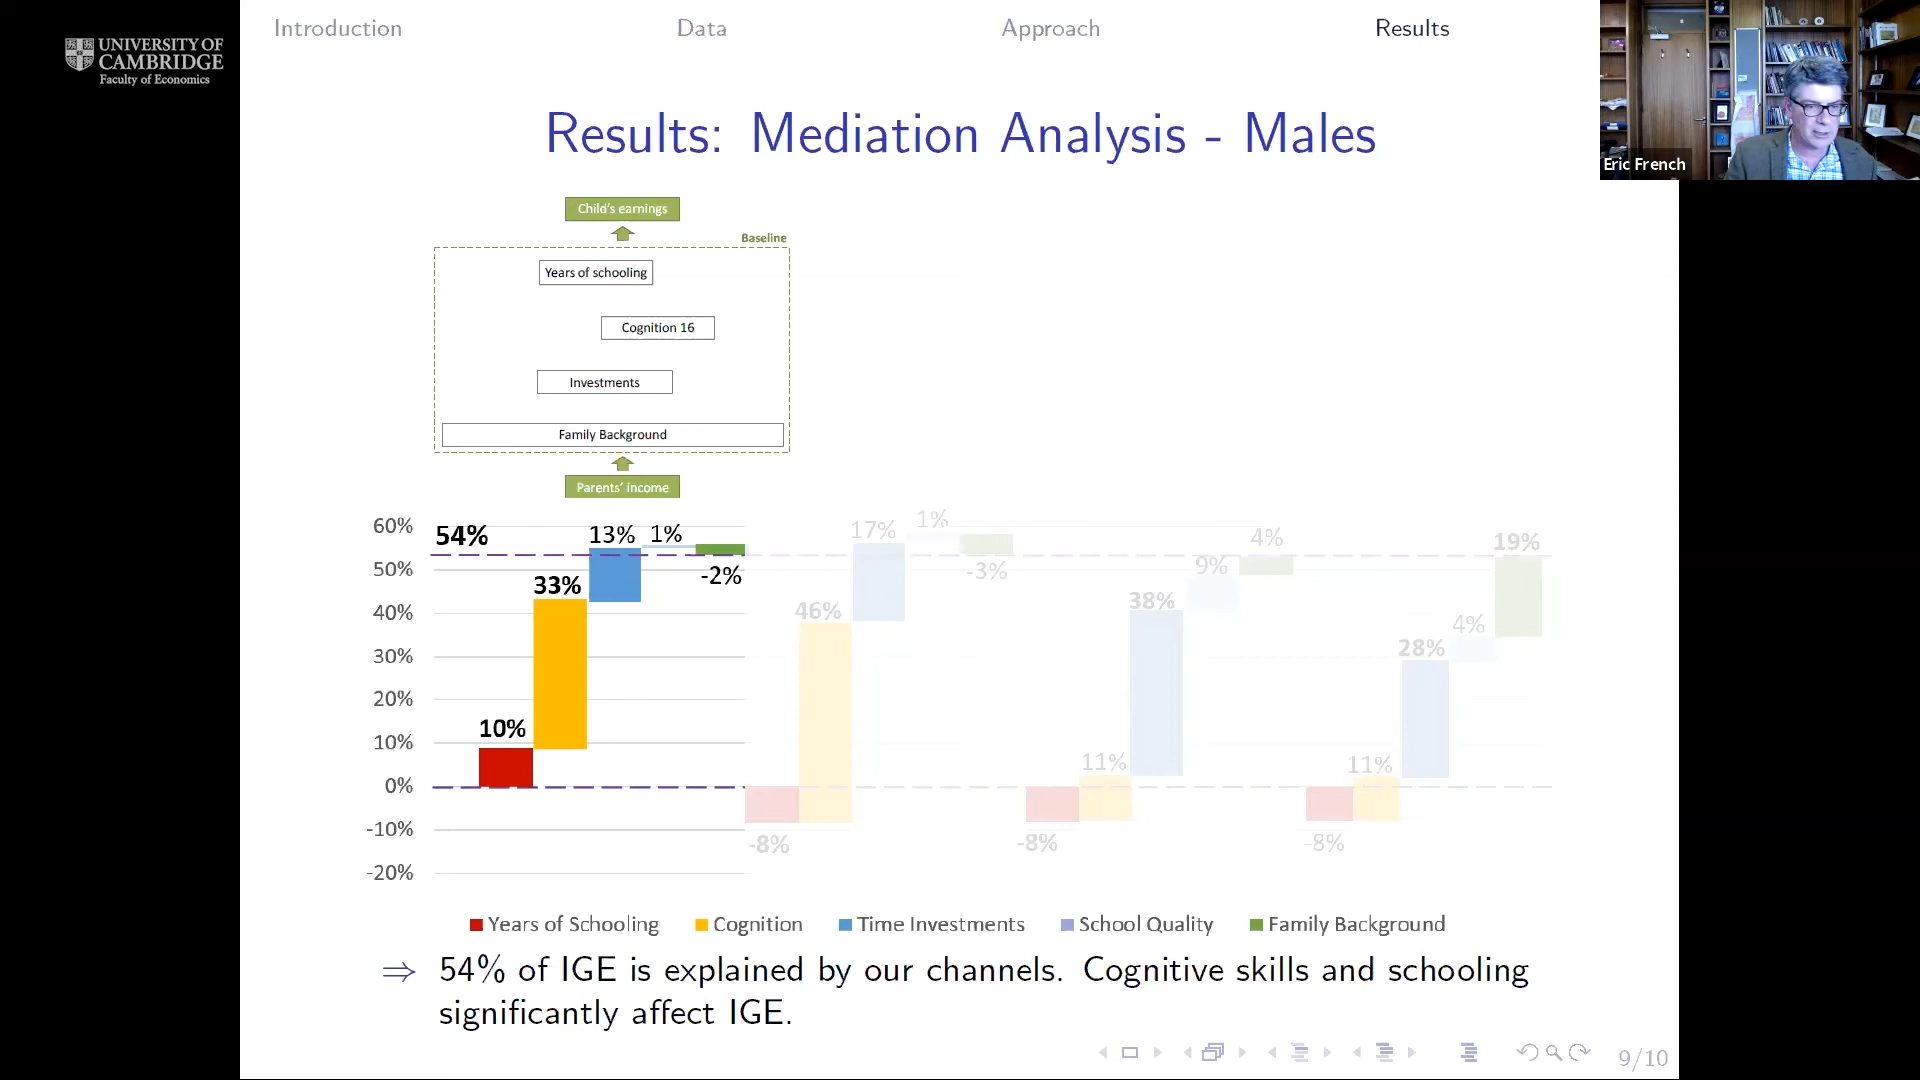 Introduction Data Approach Results
UNIVERSITY OF
CAMBRIDGE
Faculty of Economics
Eric French
Results: Mediation Analysis - Males
Child's earnings
Baseline
Years of schooling
Cognition 16
Investments
Family Background
Parents' income
60%
50%
40%
30%
20%
10%
0%
-10%
-20%
54%
10%
33%
13%
1%
-2%
-8%
46%
17%
1%
-3%
-8%
11%
38%
9%
4%
-8%
11%
28%
4%
19%
Years of Schooling Cognition Time Investments School Quality Family Background
⇒ 54% of IGE is explained by our channels. Cognitive skills and schooling
significantly affect IGE.
9/10